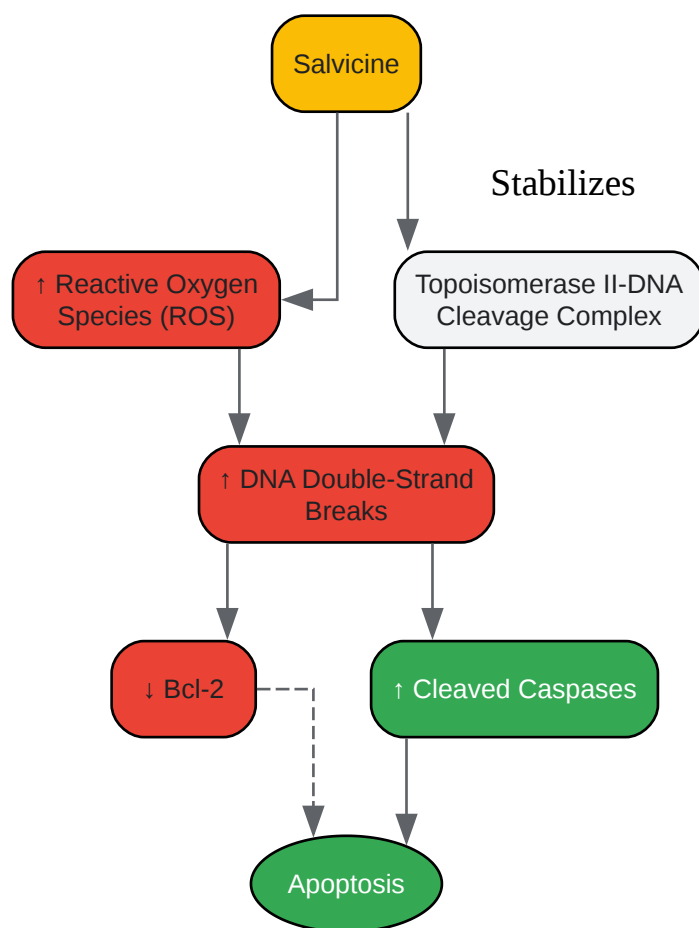 Salvicine
Stabilizes
↑ Reactive Oxygen
Species (ROS)
Topoisomerase II-DNA
Cleavage Complex
↑ DNA Double-Strand
Breaks
↓ Bcl-2
↑ Cleaved Caspases
Apoptosis